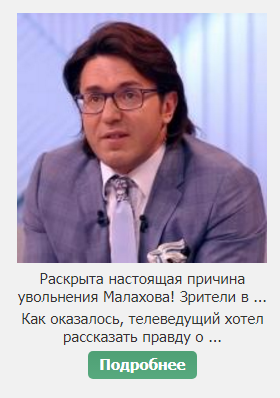 Раскрыта настоящая причина
увольнения Малахова! Зрители в ...
Как оказалось, телеведущий хотел
рассказать правду о ...
Подробнее